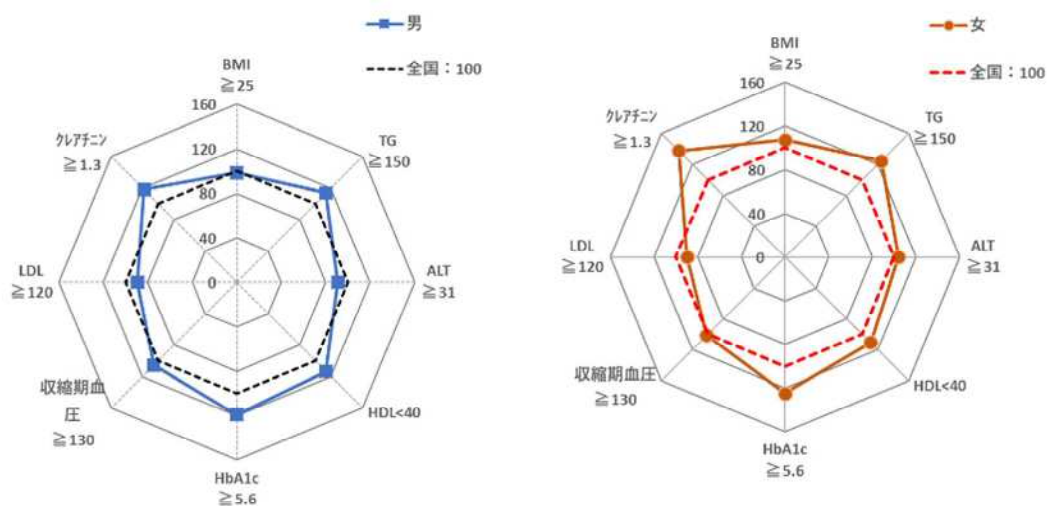 男
全国：100
BMI
≧25
160
120
80
40
0
TG
≧150
ALT
≧31
HDL<40
HbA1c
≧5.6
収縮期血
圧
≧130
LDL
≧120
ｸﾚｱﾁﾆﾝ
≧1.3
女
全国：100
BMI
≧25
160
120
80
40
0
TG
≧150
ALT
≧31
HDL<40
HbA1c
≧5.6
収縮期血圧
≧130
LDL
≧120
ｸﾚｱﾁﾆﾝ
≧1.3